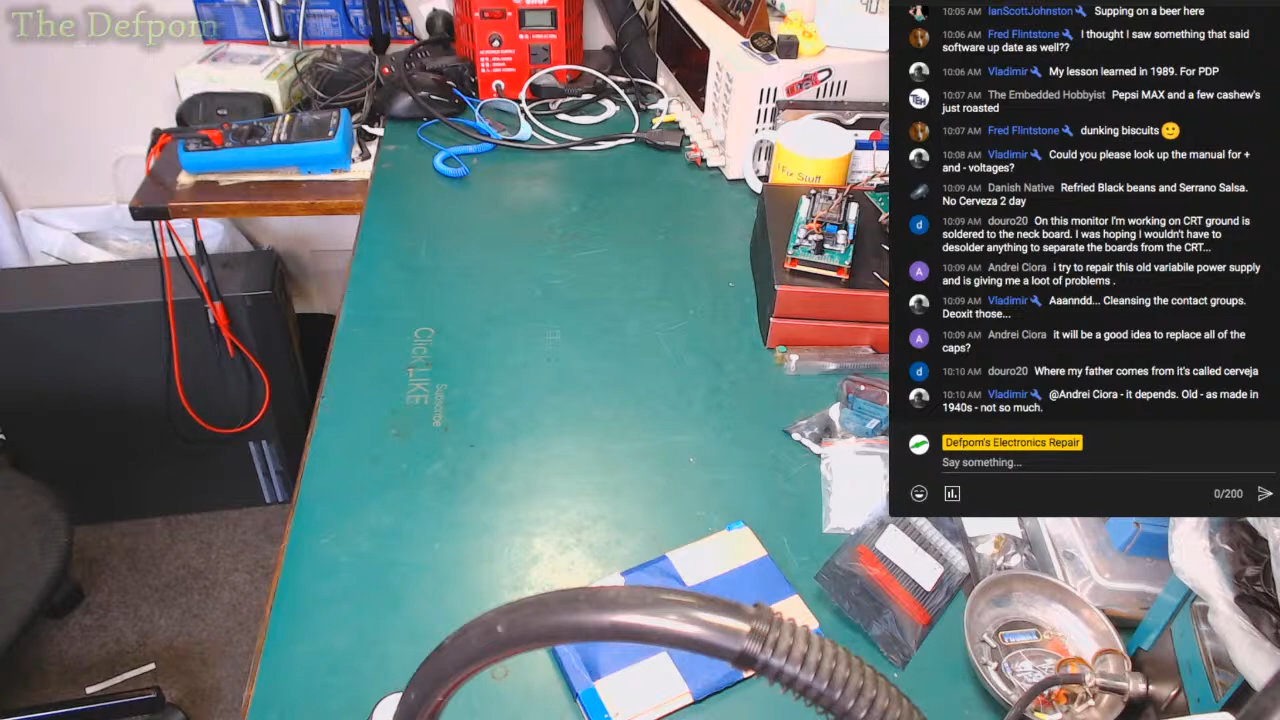 The Defpom
I Fix Stuff
Click LIKE
Subscribe
10:05 AM IanScottJohnston Supping on a beer here
10:06 AM Fred Flintstone I thought I saw something that said
software up date as well??
10:06 AM Vladimir My lesson learned in 1989. For PDP
10:07 AM The Embedded Hobbyist Pepsi MAX and a few cashew's
just roasted
10:07 AM Fred Flintstone dunking biscuits 🙂
10:08 AM Vladimir Could you please look up the manual for +
and - voltages?
10:09 AM Danish Native Refried Black beans and Serrano Salsa.
No Cerveza 2 day
10:09 AM douro20 On this monitor I'm working on CRT ground is
soldered to the neck board. I was hoping I wouldn't have to
desolder anything to separate the boards from the CRT...
10:09 AM Andrei Ciora i try to repair this old variabile power supply
and is giving me a loot of problems .
10:09 AM Vladimir Aaanndd... Cleansing the contact groups.
Deoxit those...
10:09 AM Andrei Ciora it will be a good idea to replace all of the
caps?
10:10 AM douro20 Where my father comes from it's called cerveja
10:10 AM Vladimir @Andrei Ciora - it depends. Old - as made in
1940s - not so much.
Defpom's Electronics Repair
Say something...
0/200